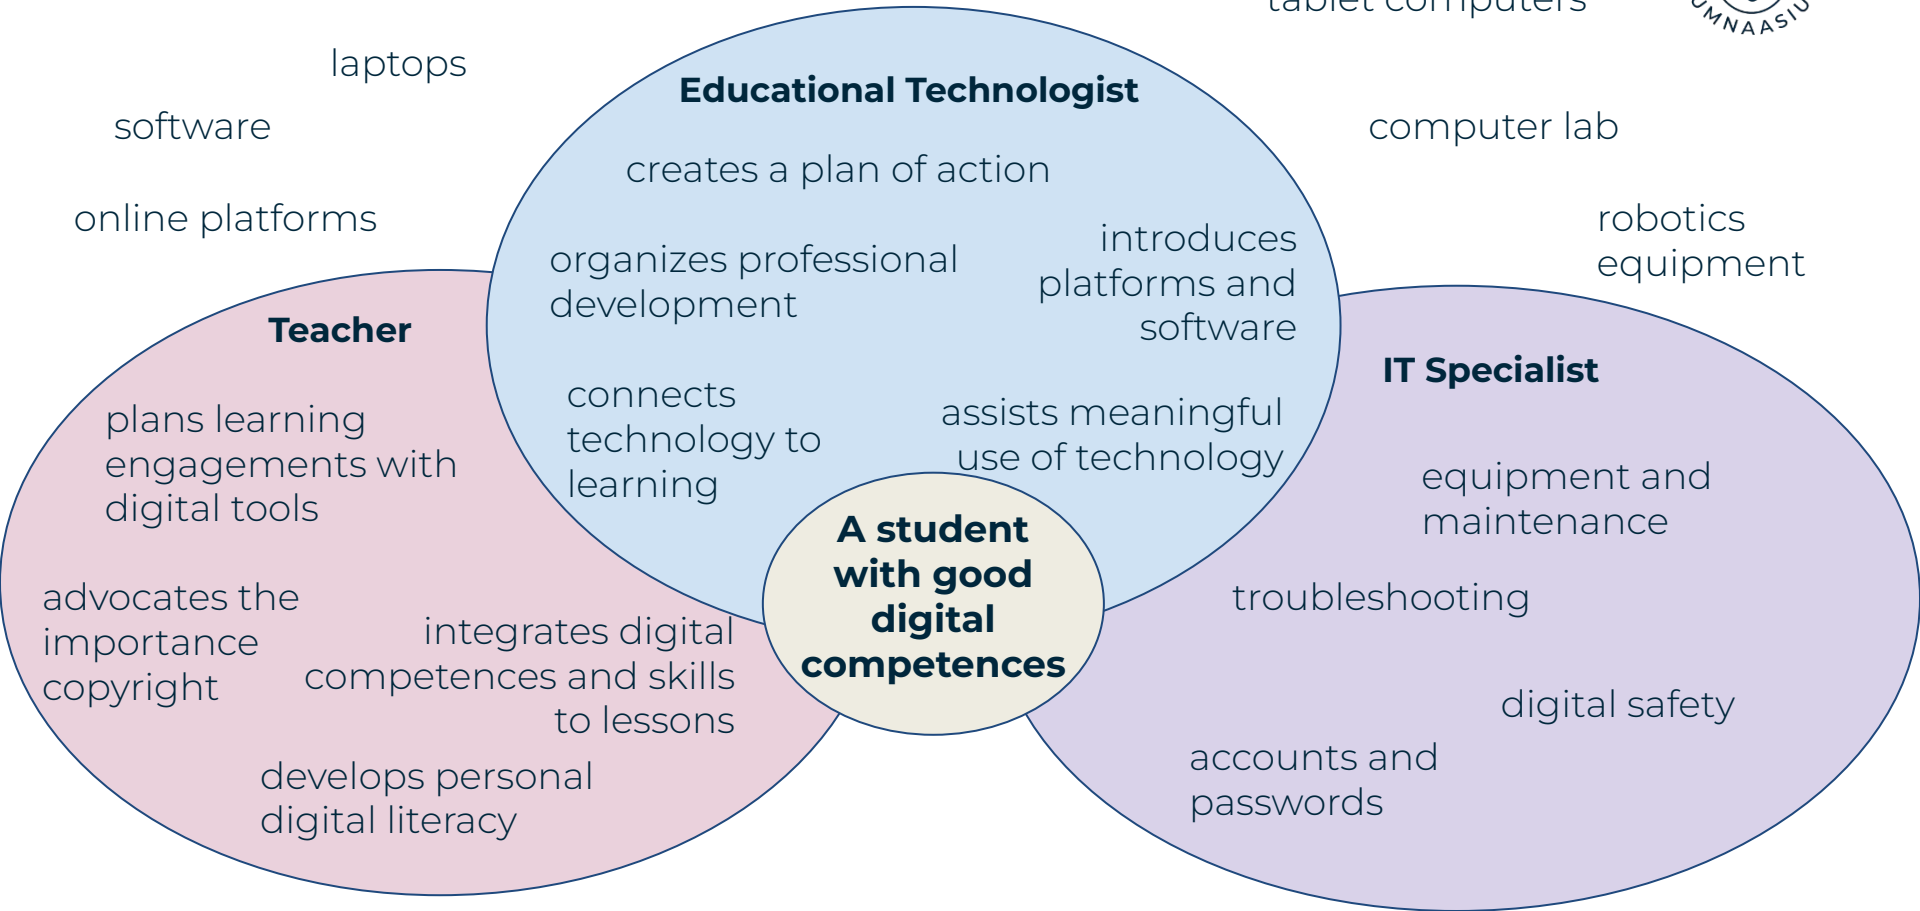 tablet computers
UMNAASIU
laptops
software
online platforms
computer lab
robotics
equipment
Educational Technologist
creates a plan of action
organizes professional
development
introduces
platforms and
software
connects
technology to
learning
assists meaningful
use of technology
Teacher
plans learning
engagements with
digital tools
advocates the
importance
copyright
integrates digital
competences and skills
to lessons
develops personal
digital literacy
A student
with good
digital
competences
IT Specialist
equipment and
maintenance
troubleshooting
digital safety
accounts and
passwords